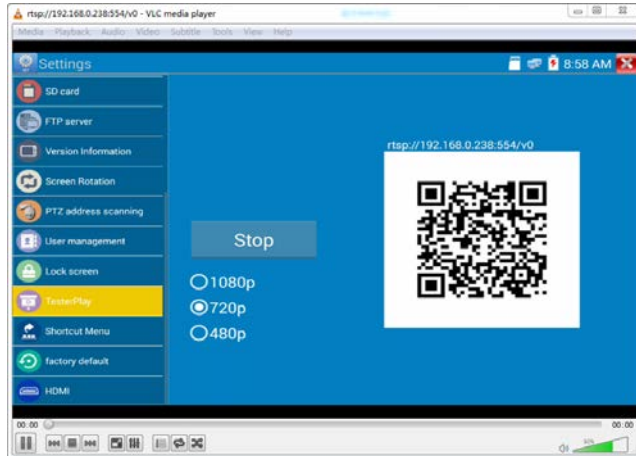 rtsp://192.168.0.238:554/v0 - VLC media player
Media Playback Audio Video Subtitle Tools View Help
Settings
8:58 AM
SD card
FTP server
Version Information
Screen Rotation
PTZ address scanning
User management
Lock screen
TesterPlay
Shortcut Menu
factory default
HDMI
Stop
1080p
720p
480p
rtsp://192.168.0.238:554/v0
00:00
00:00